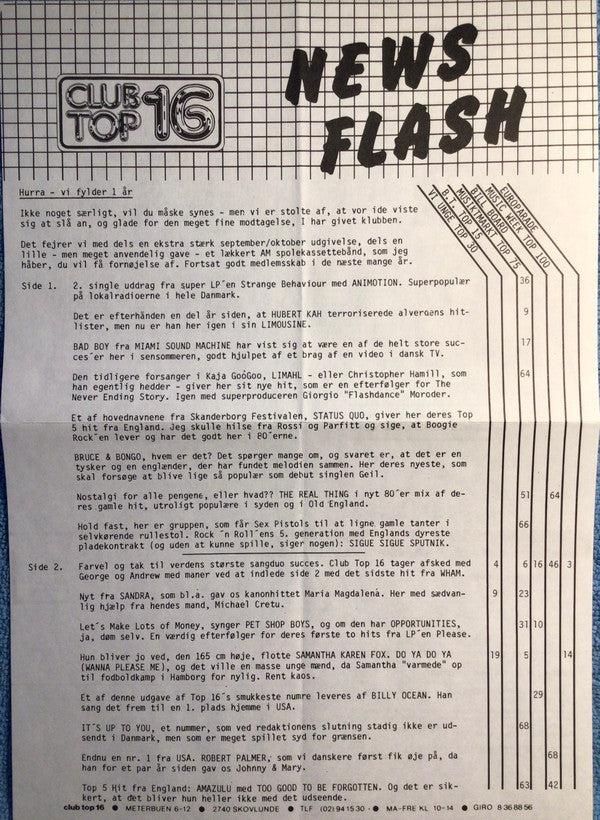 CLUB TOP 16
NEWS
FLASH
Hurra - vi fylder 1 år
Ikke noget særligt, vil du måske synes - men vi er stolte af, at vor ide viste
sig at slå an, og glade for den meget fine modtagelse, I har givet klubben.
Det fejrer vi med dels en ekstra stærk september/oktober udgivelse, dels en
lille - men meget anvendelig gave - et lækkert AM spolekassettebånd, som jeg
håber, du vil få fornøjelse af. Fortsat godt medlemsskab i de næste mange år.
EUROPARADE
MUSIC WEEK TOP 100
BILL BOARD
MUSIKMARKT TOP 75
B.T. TOP 15
VI UNGE TOP 30
Side 1. 2. single uddrag fra super LP´en Strange Behaviour med ANIMOTION. Superpopulær 36
på lokalradioerne i hele Danmark.
Det er efterhånden en del år siden, at HUBERT KAH terroriserede alverdens hit- 9
lister, men nu er han her igen i sin LIMOUSINE.
BAD BOY fra MIAMI SOUND MACHINE har vist sig at være en af de helt store suc- 17
ces´er her i sensommeren, godt hjulpet af et brag af en video i dansk TV.
Den tidligere forsanger i Kaja GoóGoo, LIMAHL - eller Christopher Hamill, som 64
han egentlig hedder - giver her sit nye hit, som er en efterfølger for The
Never Ending Story. Igen med superproduceren Giorgio "Flashdance" Moroder.
Et af hovednavnene fra Skanderborg Festivalen, STATUS QUO, giver her deres Top
5 hit fra England. Jeg skulle hilse fra Rossi og Parfitt og sige, at Boogie
Rock´en lever og har det godt her i 80´erne.
BRUCE & BONGO, hvem er det? Det spørger mange om, og svaret er, at det er en
tysker og en englænder, der har fundet melodien sammen. Her deres nyeste, som
skal forsøge at blive lige så populær som debut singlen Geil.
Nostalgi for alle pengene, eller hvad?? THE REAL THING i nyt 80´er mix af de- 51 64
res gamle hit, utroligt populære i syden og i Old England.
Hold fast, her er gruppen, som får Sex Pistols til at ligne gamle tanter i 66
selvkørende rullestol. Rock ´n Roll´ens 5. generation med Englands dyreste
pladekontrakt (og uden at kunne spille, siger nogen): SIGUE SIGUE SPUTNIK.
Side 2. Farvel og tak til verdens største sangduo succes. Club Top 16 tager afsked med 4 6 16 46 3
George og Andrew med maner ved at indlede side 2 med det sidste hit fra WHAM.
Nyt fra SANDRA, som bl.a. gav os kanonhittet Maria Magdalena. Her med sædvan- 9 23
lig hjælp fra hendes mand, Michael Cretu.
Let´s Make Lots of Money, synger PET SHOP BOYS, og om den har OPPORTUNITIES, 31 10
ja, døm selv. En værdig efterfølger for deres første to hits fra LP´en Please.
Hun bliver jo ved, den 165 cm høje, flotte SAMANTHA KAREN FOX. DO YA DO YA 19 5 14
(WANNA PLEASE ME), og det ville en masse unge mænd, da Samantha "varmede" op
til fodboldkamp i Hamborg for nylig. Rent kaos.
Et af denne udgave af Top 16´s smukkeste numre leveres af BILLY OCEAN. Han 29
sang det frem til en 1. plads hjemme i USA.
IT´S UP TO YOU, et nummer, som ved redaktionens slutning stadig ikke er ud- 68
sendt i Danmark, men som er meget spillet syd for grænsen.
Endnu en nr. 1 fra USA. ROBERT PALMER, som vi danskere først fik øje på, da 68
han for et par år siden gav os Johnny & Mary.
Top 5 Hit fra England: AMAZULU med TOO GOOD TO BE FORGOTTEN. Og det er sik- 63 42
kert, at det bliver hun heller ikke med det udseende.
club top 16 ● METERBUEN 6-12 ● 2740 SKOVLUNDE ● TLF (02) 94 15 30 ● MA-FRE KL 10-14 ● GIRO 8 36 88 56